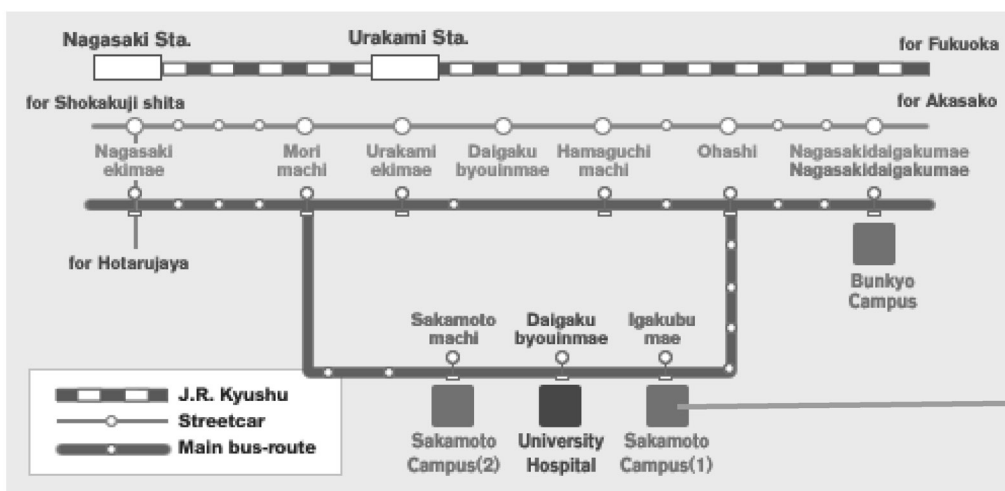 Nagasaki Sta.
Urakami Sta.
for Fukuoka
for Shokakuji shita
for Akasako
Nagasaki
ekimae
Mori
machi
Urakami
ekimae
Daigaku
byouinmae
Hamaguchi
machi
Ohashi
Nagasakidaigakumae
Nagasakidaigakumae
for Hotarujaya
Bunkyo
Campus
Sakamoto
machi
Daigaku
byouinmae
Igakubu
mae
Sakamoto
Campus(2)
University
Hospital
Sakamoto
Campus(1)
J.R. Kyushu
Streetcar
Main bus-route